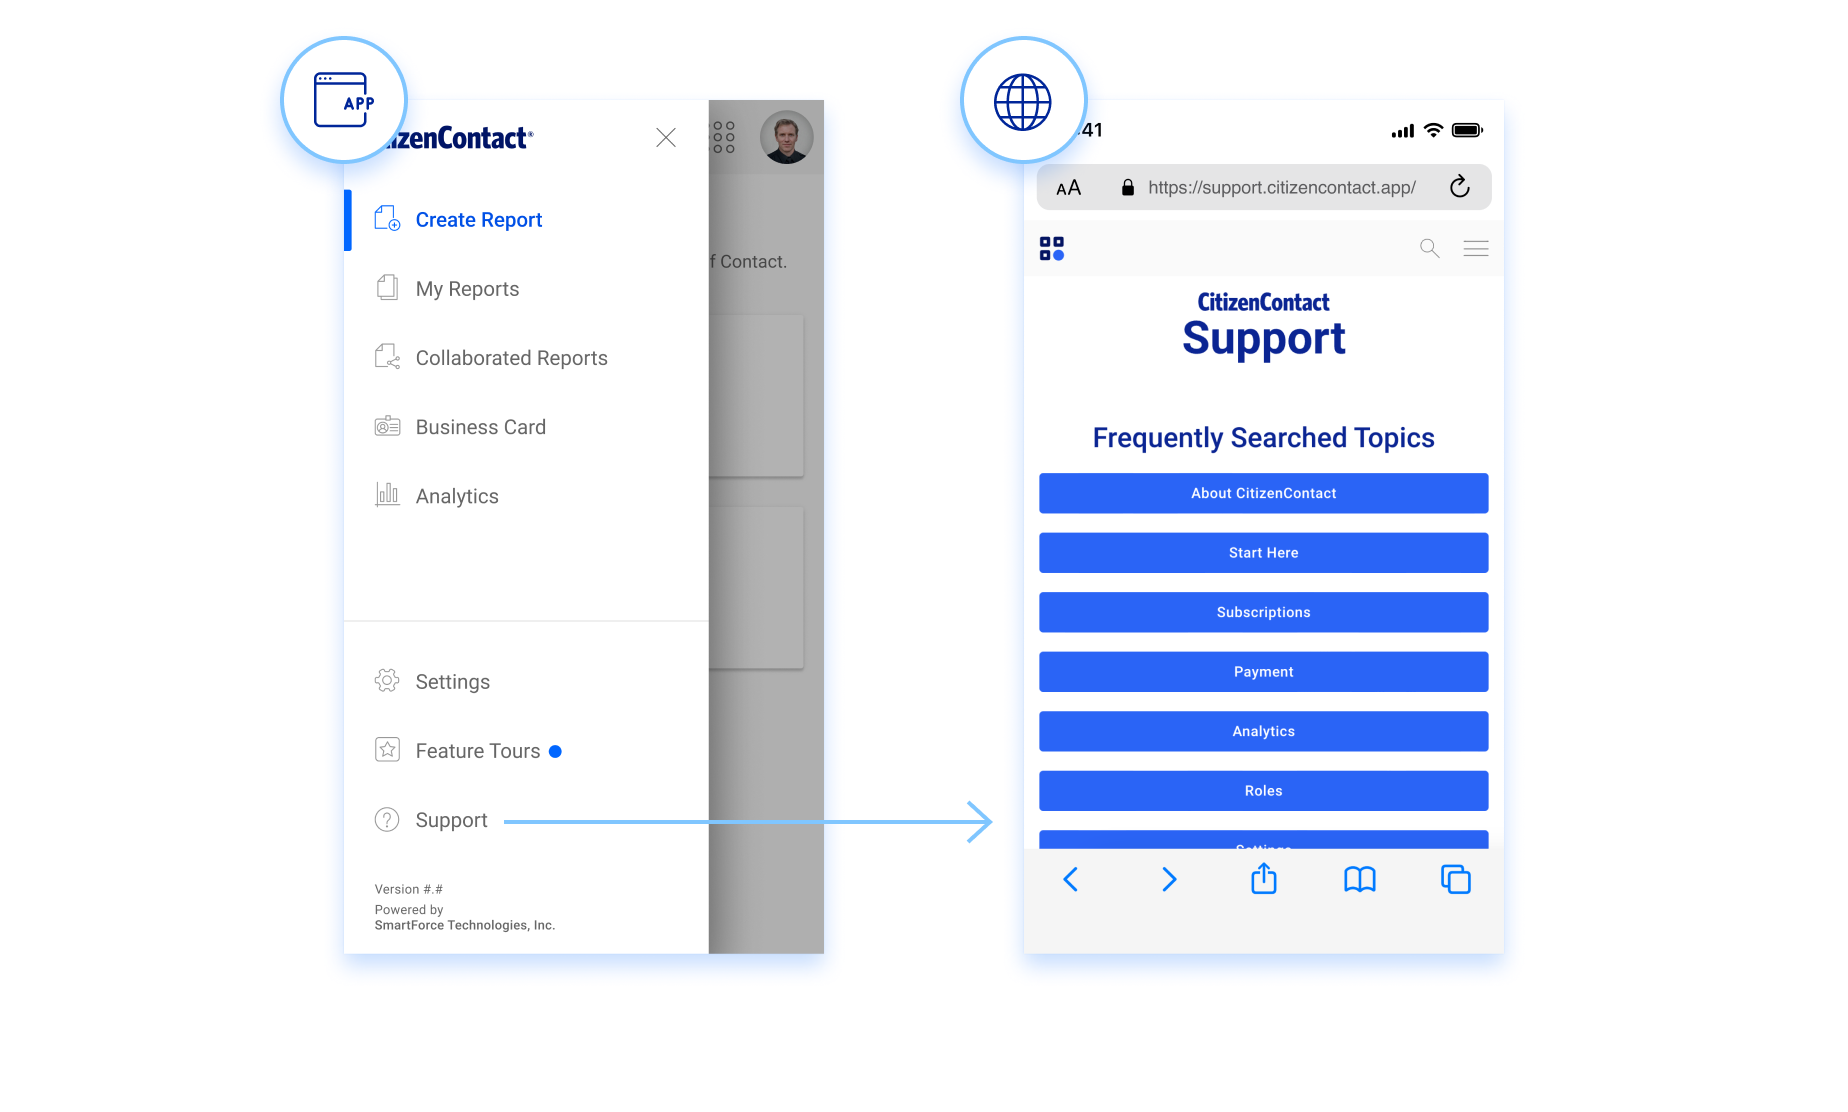 APP
izenContact®
Create Report
My Reports
Collaborated Reports
Business Card
Analytics
Settings
Feature Tours
Support
Version #.#
Powered by
SmartForce Technologies, Inc.
f Contact.
41
AA
https://support.citizencontact.app/
CitizenContact
Support
Frequently Searched Topics
About CitizenContact
Start Here
Subscriptions
Payment
Analytics
Roles
Settings